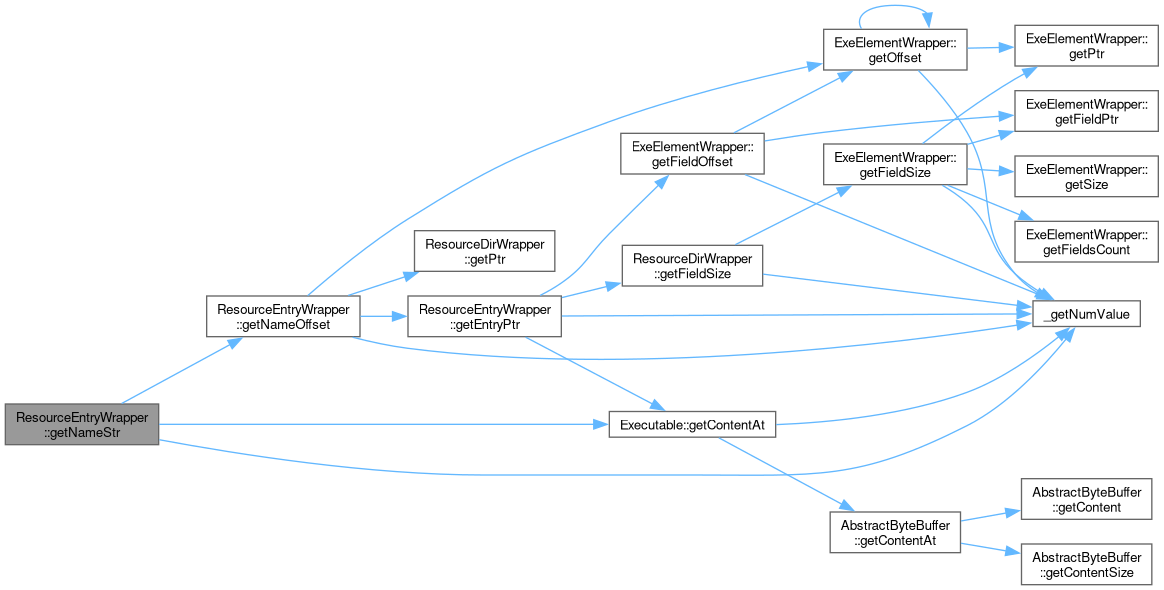 ResourceEntryWrapper
::getNameStr
ResourceEntryWrapper
::getNameOffset
ResourceDirWrapper
::getPtr
ResourceEntryWrapper
::getEntryPtr
ExeElementWrapper::
getFieldOffset
ResourceDirWrapper
::getFieldSize
Executable::getContentAt
ExeElementWrapper::
getOffset
ExeElementWrapper::
getFieldSize
AbstractByteBuffer
::getContentAt
ExeElementWrapper::
getPtr
ExeElementWrapper::
getFieldPtr
ExeElementWrapper::
getSize
ExeElementWrapper::
getFieldsCount
_getNumValue
AbstractByteBuffer
::getContent
AbstractByteBuffer
::getContentSize